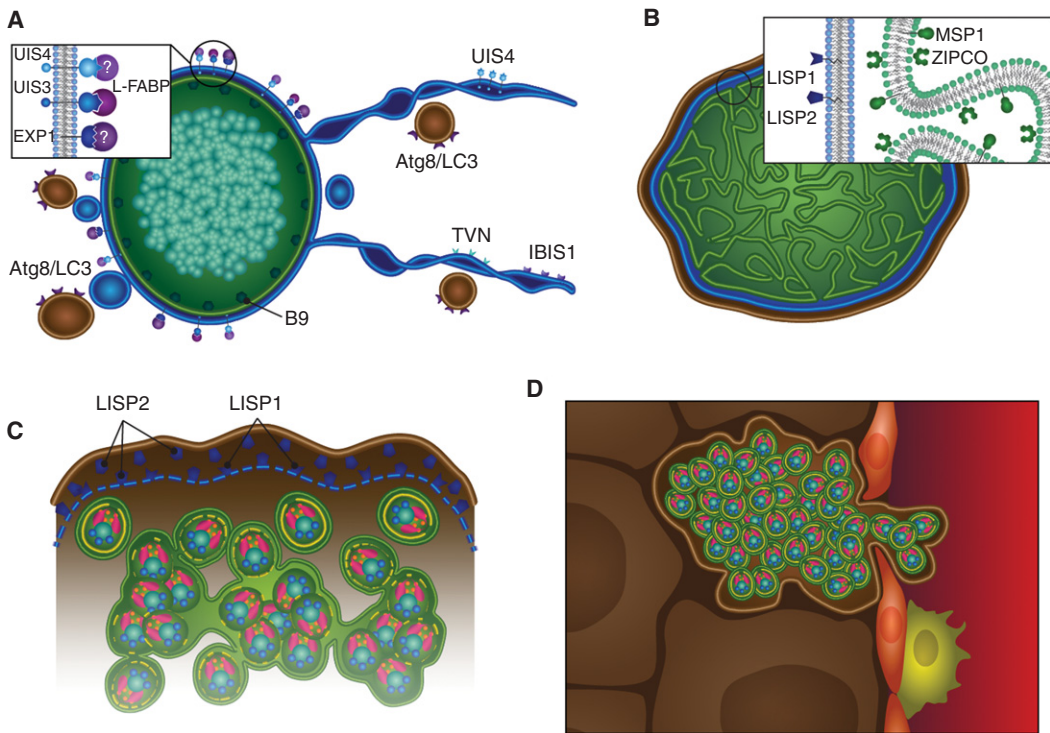 A
UIS4
?
UIS3
L-FABP
EXP1
?
UIS4
Atg8/LC3
Atg8/LC3
TVN
IBIS1
B9
B
MSP1
ZIPCO
LISP1
LISP2
C
LISP2
LISP1
D